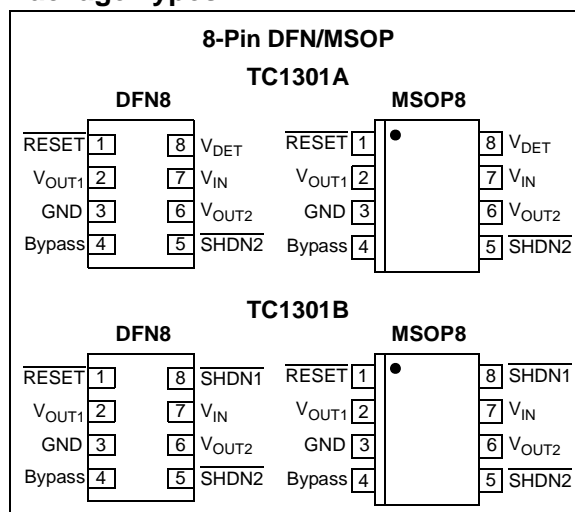 8-Pin DFN/MSOP
TC1301A
DFN8 MSOP8
RESET 1 8 VDET RESET 1 8 VDET
VOUT1 2 7 VIN VOUT1 2 7 VIN
GND 3 6 VOUT2 GND 3 6 VOUT2
Bypass 4 5 SHDN2 Bypass 4 5 SHDN2
TC1301B
DFN8 MSOP8
RESET 1 8 SHDN1 RESET 1 8 SHDN1
VOUT1 2 7 VIN VOUT1 2 7 VIN
GND 3 6 VOUT2 GND 3 6 VOUT2
Bypass 4 5 SHDN2 Bypass 4 5 SHDN2